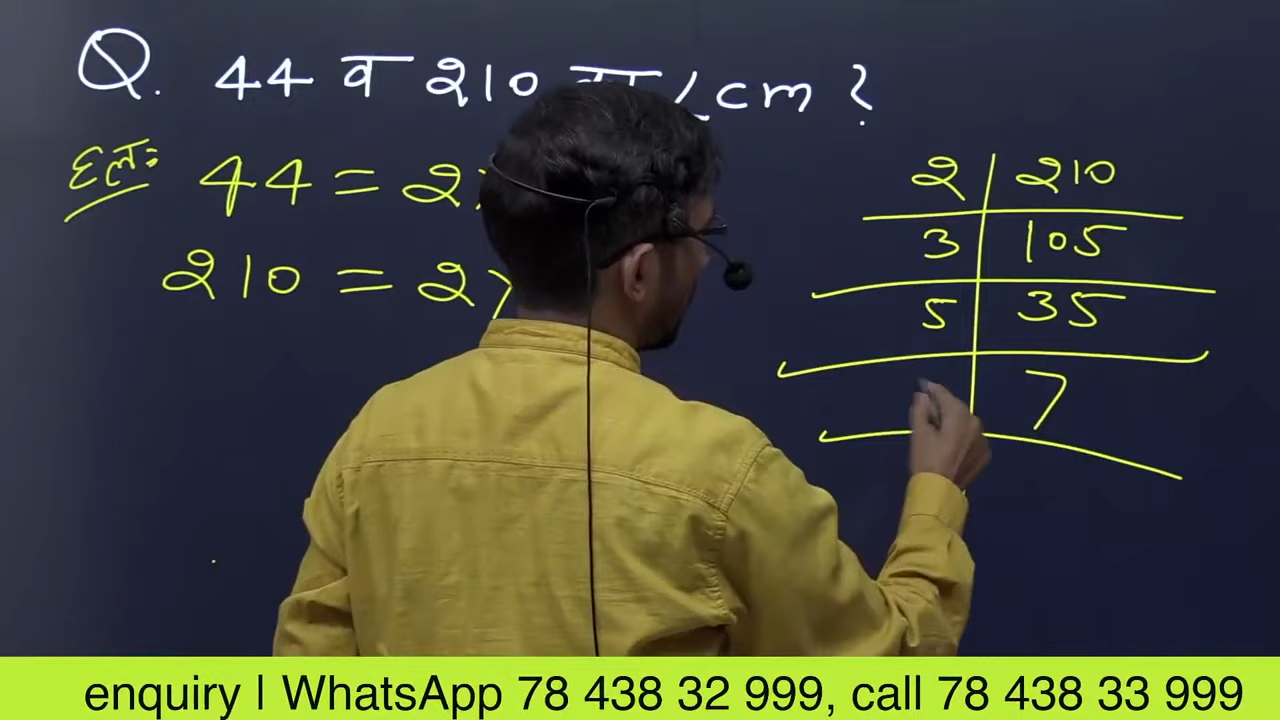 Q. 44 व 210 LCM ?
हलः 44 = 2
210 = 2×
2 | 210
3 | 105
5 | 35
7
enquiry | WhatsApp 78 438 32 999, call 78 438 33 999